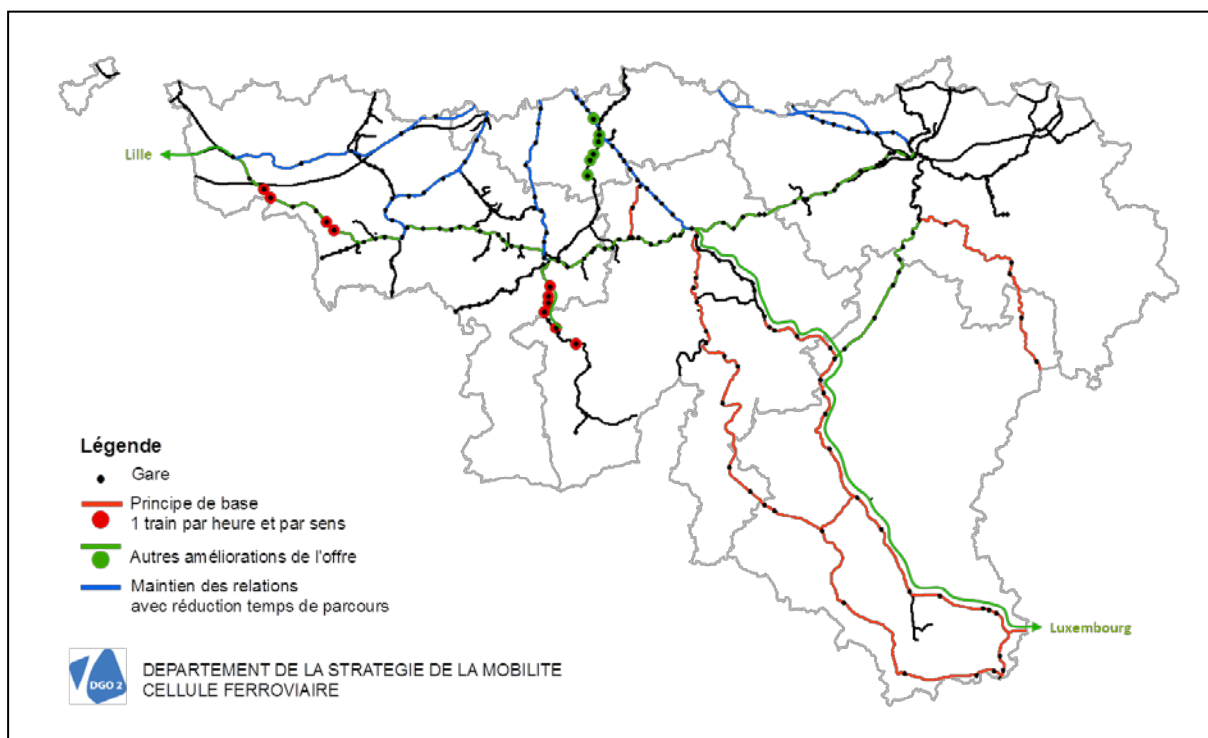 Lille
Légende
Gare
Principe de base
1 train par heure et par sens
Autres améliorations de l'offre
Maintien des relations
avec réduction temps de parcours
Luxembourg
DGO 2
DEPARTEMENT DE LA STRATEGIE DE LA MOBILITE
CELLULE FERROVIAIRE